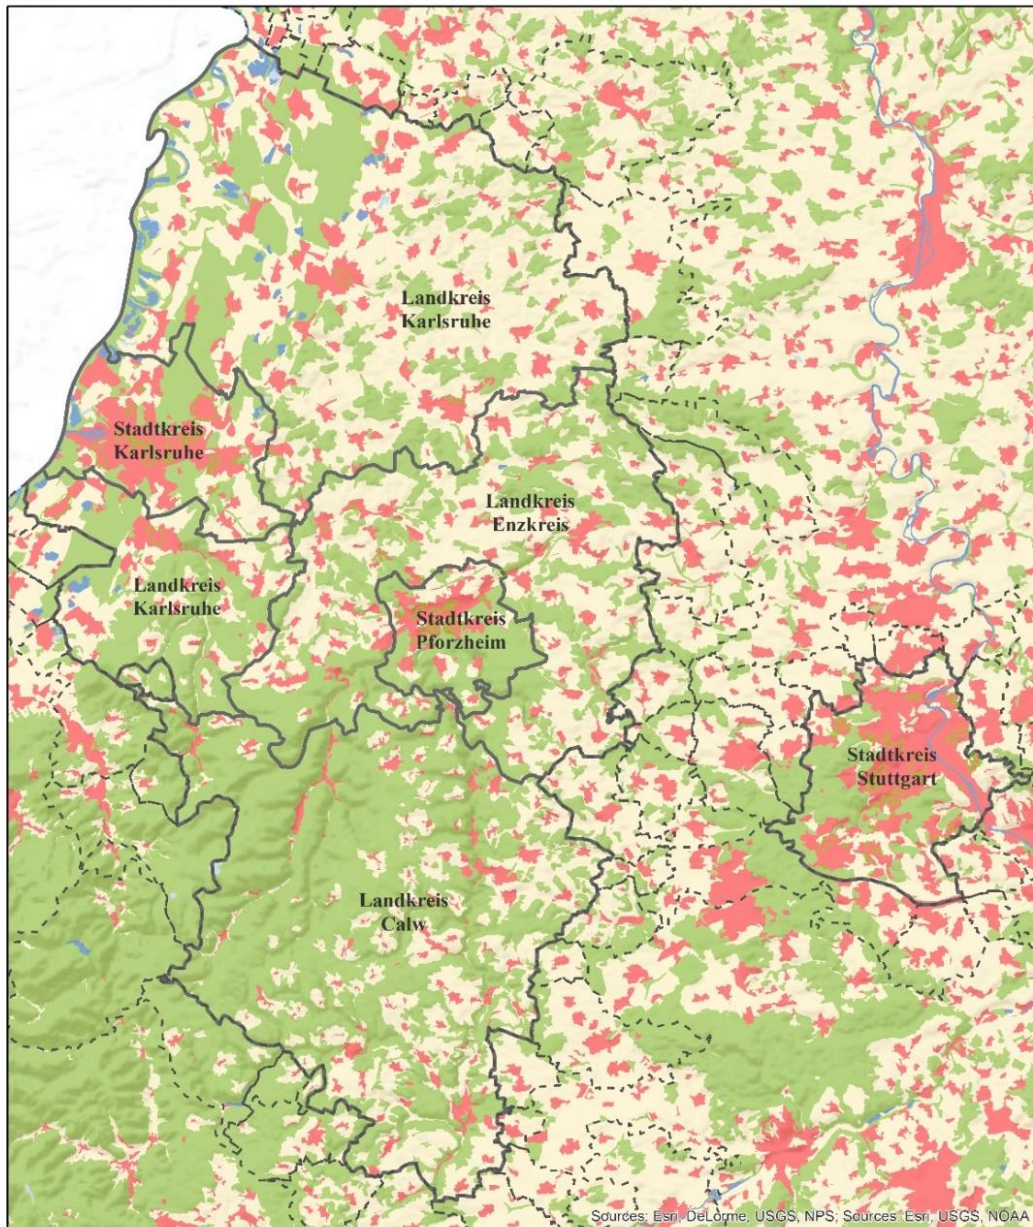 Landkreis
Karlsruhe
Stadtkreis
Karlsruhe
Landkreis
Enzkreis
Landkreis
Karlsruhe
Stadtkreis
Pforzheim
Stadtkreis
Stuttgart
Landkreis
Calw
Sources: Esri, DeLorme, USGS, NPS; Sources: Esri, USGS, NOAA